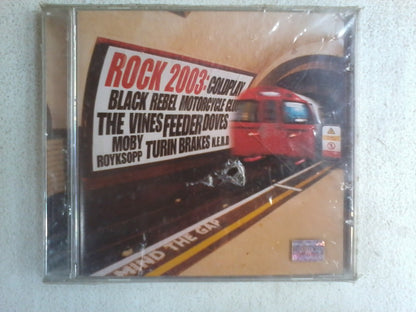 ROCK 2003: COLDPLAY
BLACK REBEL MOTORCYCLE CLUB
THE VINES FEEDER DOVES
MOBY TURIN BRAKES N.E.R.D
ROYKSOPP
MIND THE GAP